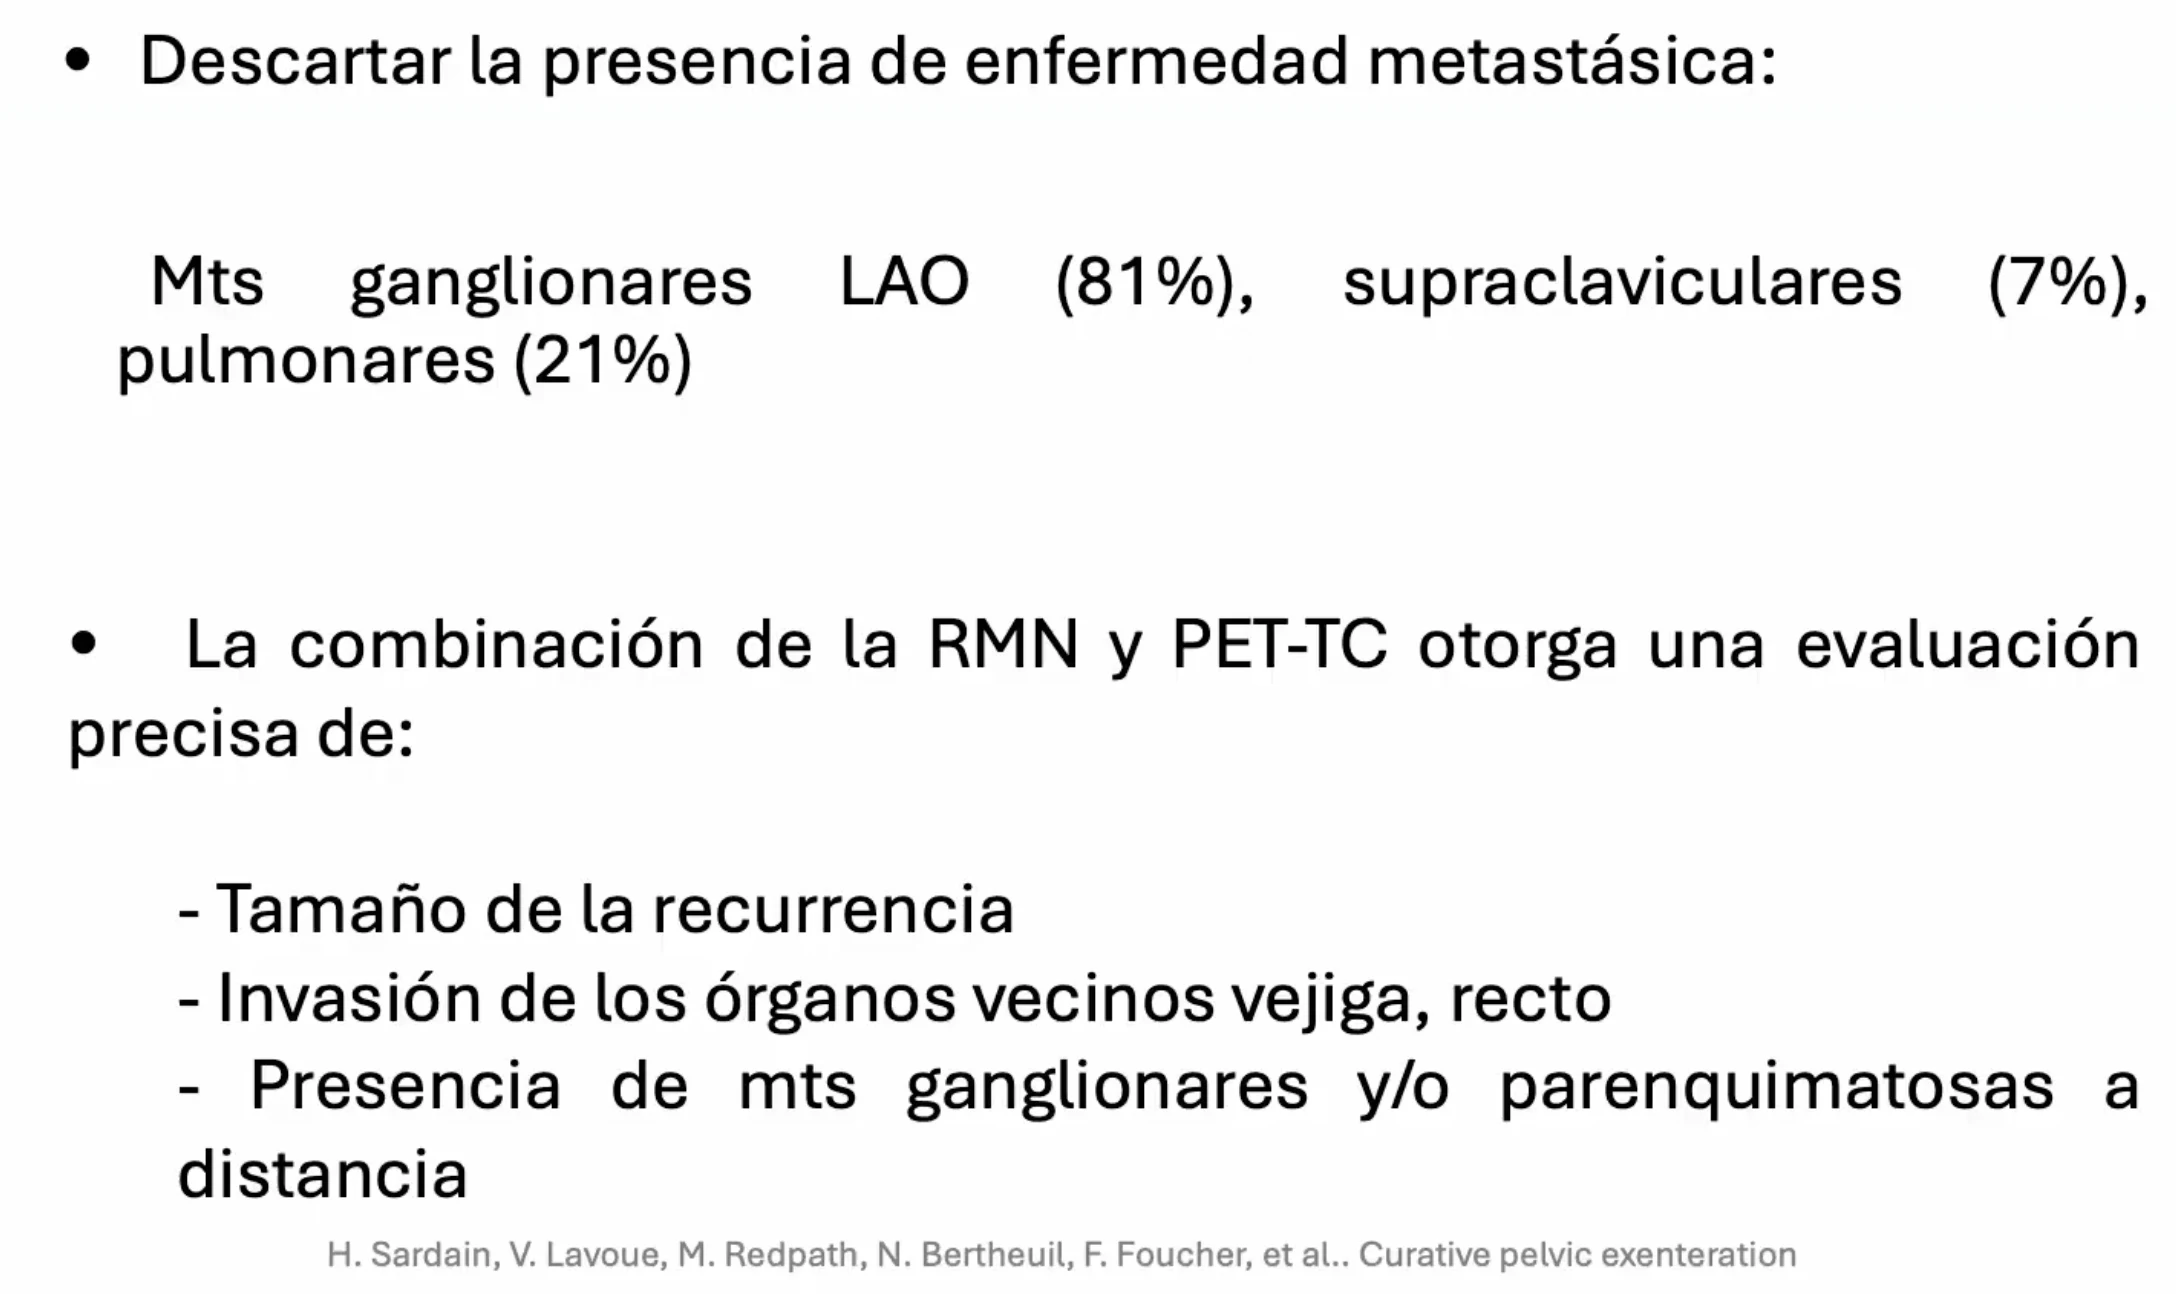 • Descartar la presencia de enfermedad metastásica:
Mts ganglionares LAO (81%), supraclaviculares (7%),
pulmonares (21%)
• La combinación de la RMN y PET-TC otorga una evaluación
precisa de:
- Tamaño de la recurrencia
- Invasión de los órganos vecinos vejiga, recto
- Presencia de mts ganglionares y/o parenquimatosas a
distancia
H. Sardain, V. Lavoue, M. Redpath, N. Bertheuil, F. Foucher, et al.. Curative pelvic exenteration